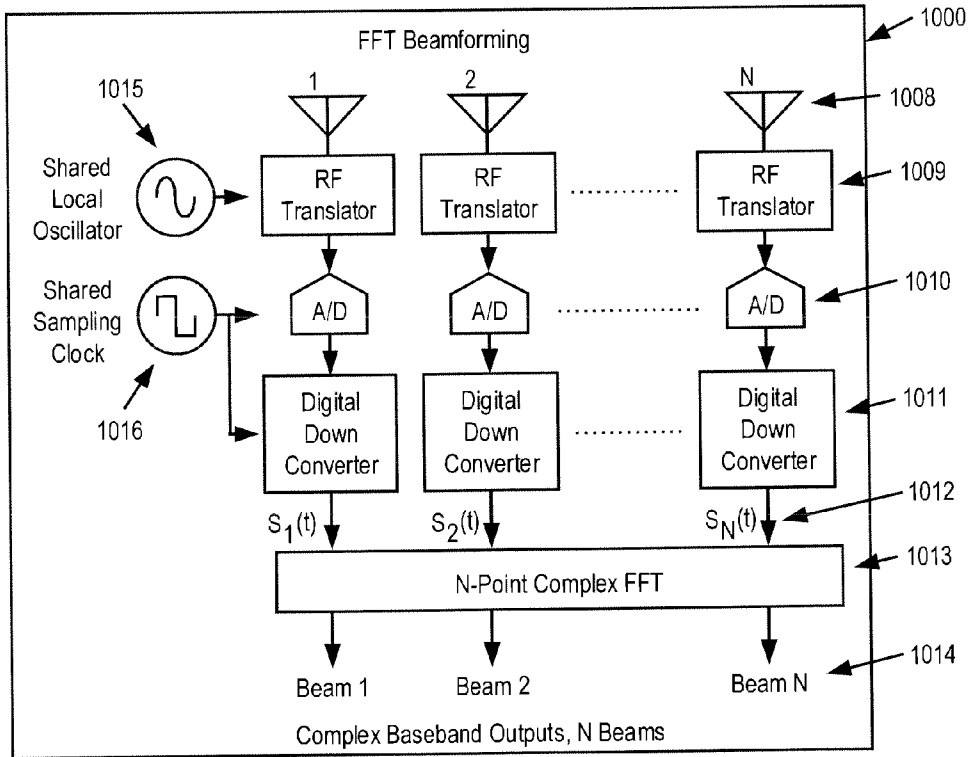 1000
FFT Beamforming
1015
1
2
N
1008
Shared
Local
Oscillator
RF
Translator
RF
Translator
RF
Translator
1009
Shared
Sampling
Clock
A/D
A/D
A/D
1010
1016
Digital
Down
Converter
Digital
Down
Converter
Digital
Down
Converter
1011
S1(t)
S2(t)
SN(t)
1012
N-Point Complex FFT
1013
Beam 1
Beam 2
Beam N
1014
Complex Baseband Outputs, N Beams